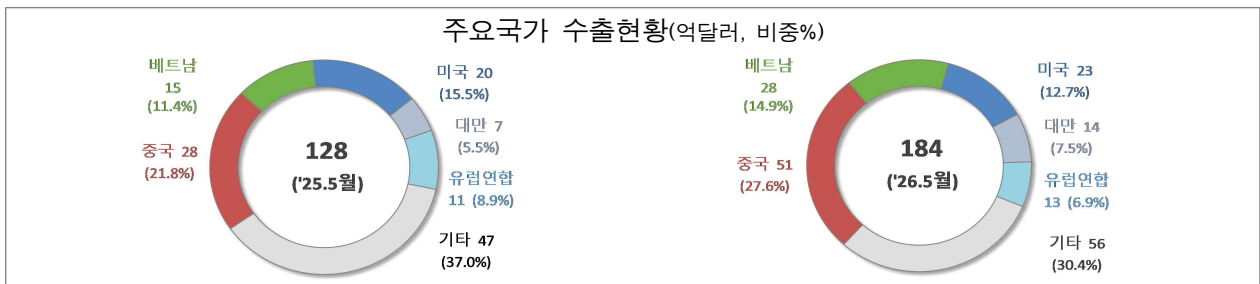 주요국가 수출현황(억달러, 비중%)
베트남
15
(11.4%)
미국 20
(15.5%)
대만 7
(5.5%)
중국 28
(21.8%)
128
('25.5월)
유럽연합
11 (8.9%)
기타 47
(37.0%)
베트남
28
(14.9%)
미국 23
(12.7%)
대만 14
(7.5%)
중국 51
(27.6%)
184
('26.5월)
유럽연합
13 (6.9%)
기타 56
(30.4%)